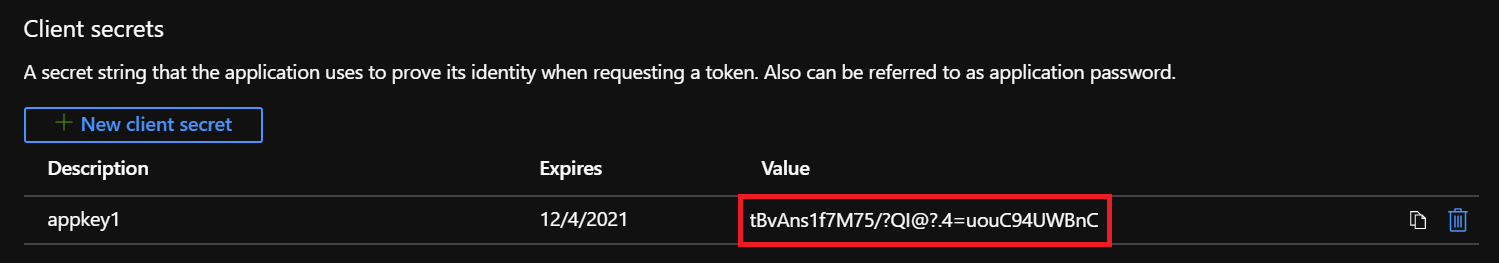 Client secrets
A secret string that the application uses to prove its identity when requesting a token. Also can be referred to as application password.
+ New client secret
Description Expires Value
appkey1 12/4/2021 tBvAns1f7M75/?QI@?.4=uouC94UWBnC